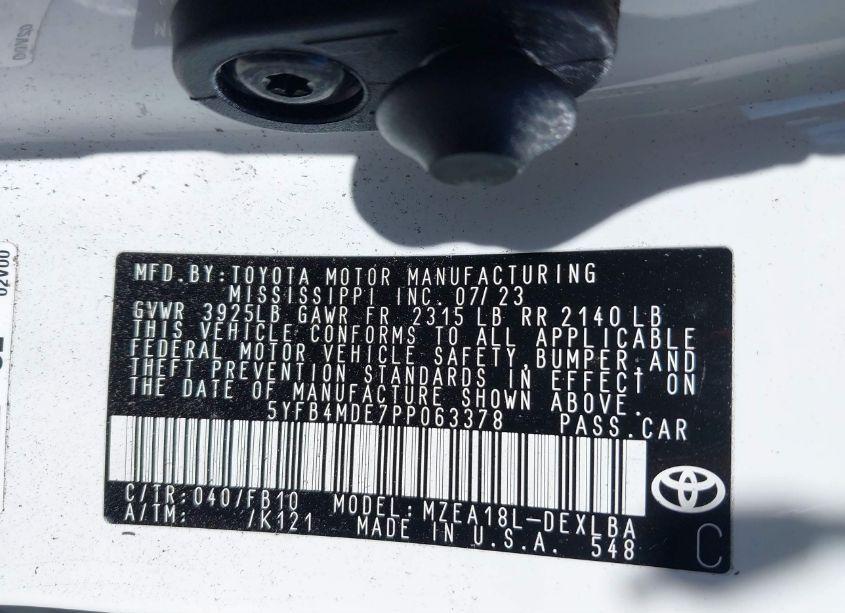 MFD.BY:TOYOTA MOTOR MANUFACTURING
MISSISSIPPI INC. 07/23
GVWR 3925LB GAWR FR 2315 LB RR 2140 LB
THIS VEHICLE CONFORMS TO ALL APPLICABLE
FEDERAL MOTOR VEHICLE SAFETY, BUMPER, AND
THEFT PREVENTION STANDARDS IN EFFECT ON
THE DATE OF MANUFACTURE SHOWN ABOVE.
5YFB4MDE7PP063378 PASS.CAR
C/TR: 040/FB10 MODEL: MZEA18L-DEXLBA
A/TM: /K121 MADE IN U.S.A. 548
C
02V00